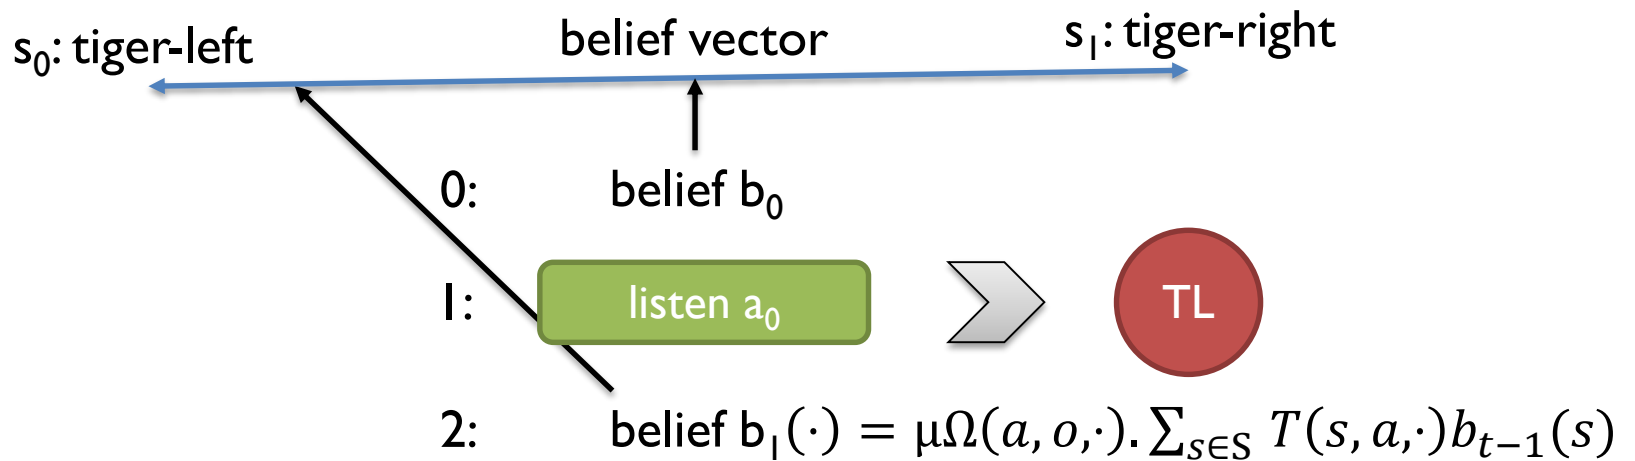 s₀: tiger-left belief vector s₁: tiger-right
0: belief b₀
1: listen a₀ TL
2: belief b₁(·) = μΩ(a, o,·). ∑_{s∈S} T(s, a,·)b_{t−1}(s)